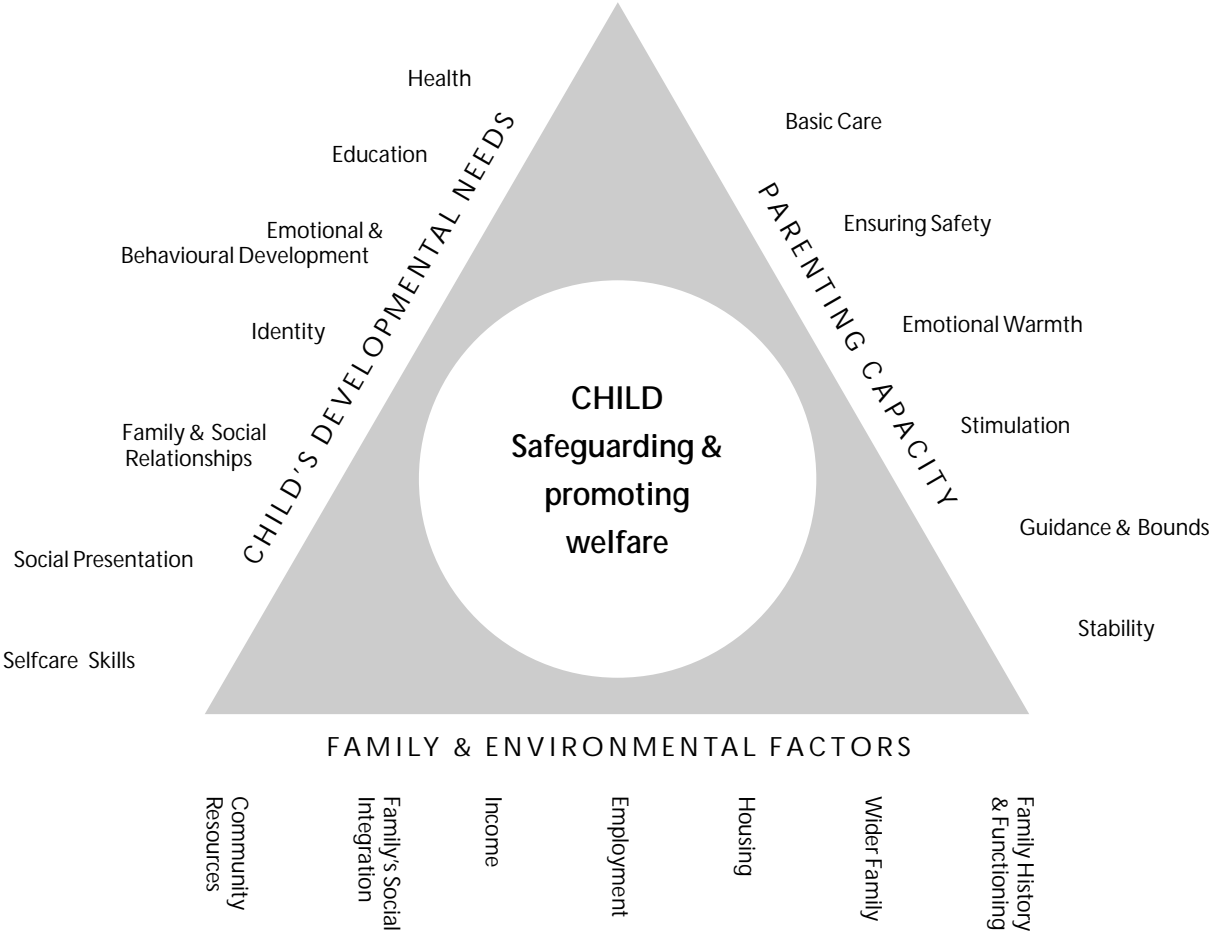 Health
Education
Emotional &
Behavioural Development
Identity
Family & Social
Relationships
Social Presentation
Selfcare Skills
CHILD'S DEVELOPMENTAL NEEDS
CHILD
Safeguarding &
promoting
welfare
PARENTING CAPACITY
Basic Care
Ensuring Safety
Emotional Warmth
Stimulation
Guidance & Bounds
Stability
FAMILY & ENVIRONMENTAL FACTORS
Community
Resources
Family's Social
Integration
Income
Employment
Housing
Wider Family
Family History
& Functioning